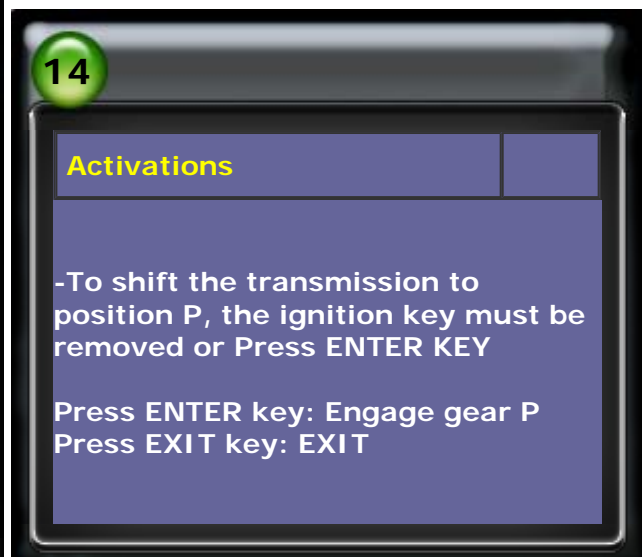 14
Activations
-To shift the transmission to
position P, the ignition key must be
removed or Press ENTER KEY
Press ENTER key: Engage gear P
Press EXIT key: EXIT